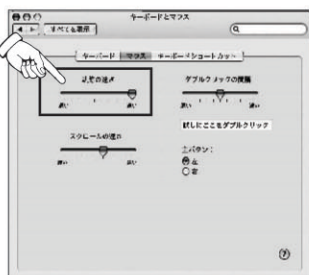 キーボードとマウス
すべてを表示
キーボード マウス キーボードショートカット
軌跡の速さ
遅い 速い
ダブルクリックの間隔
遅い 速い
試しにここをダブルクリック
スクロールの速さ
遅い 速い
主ボタン：
左
右
?